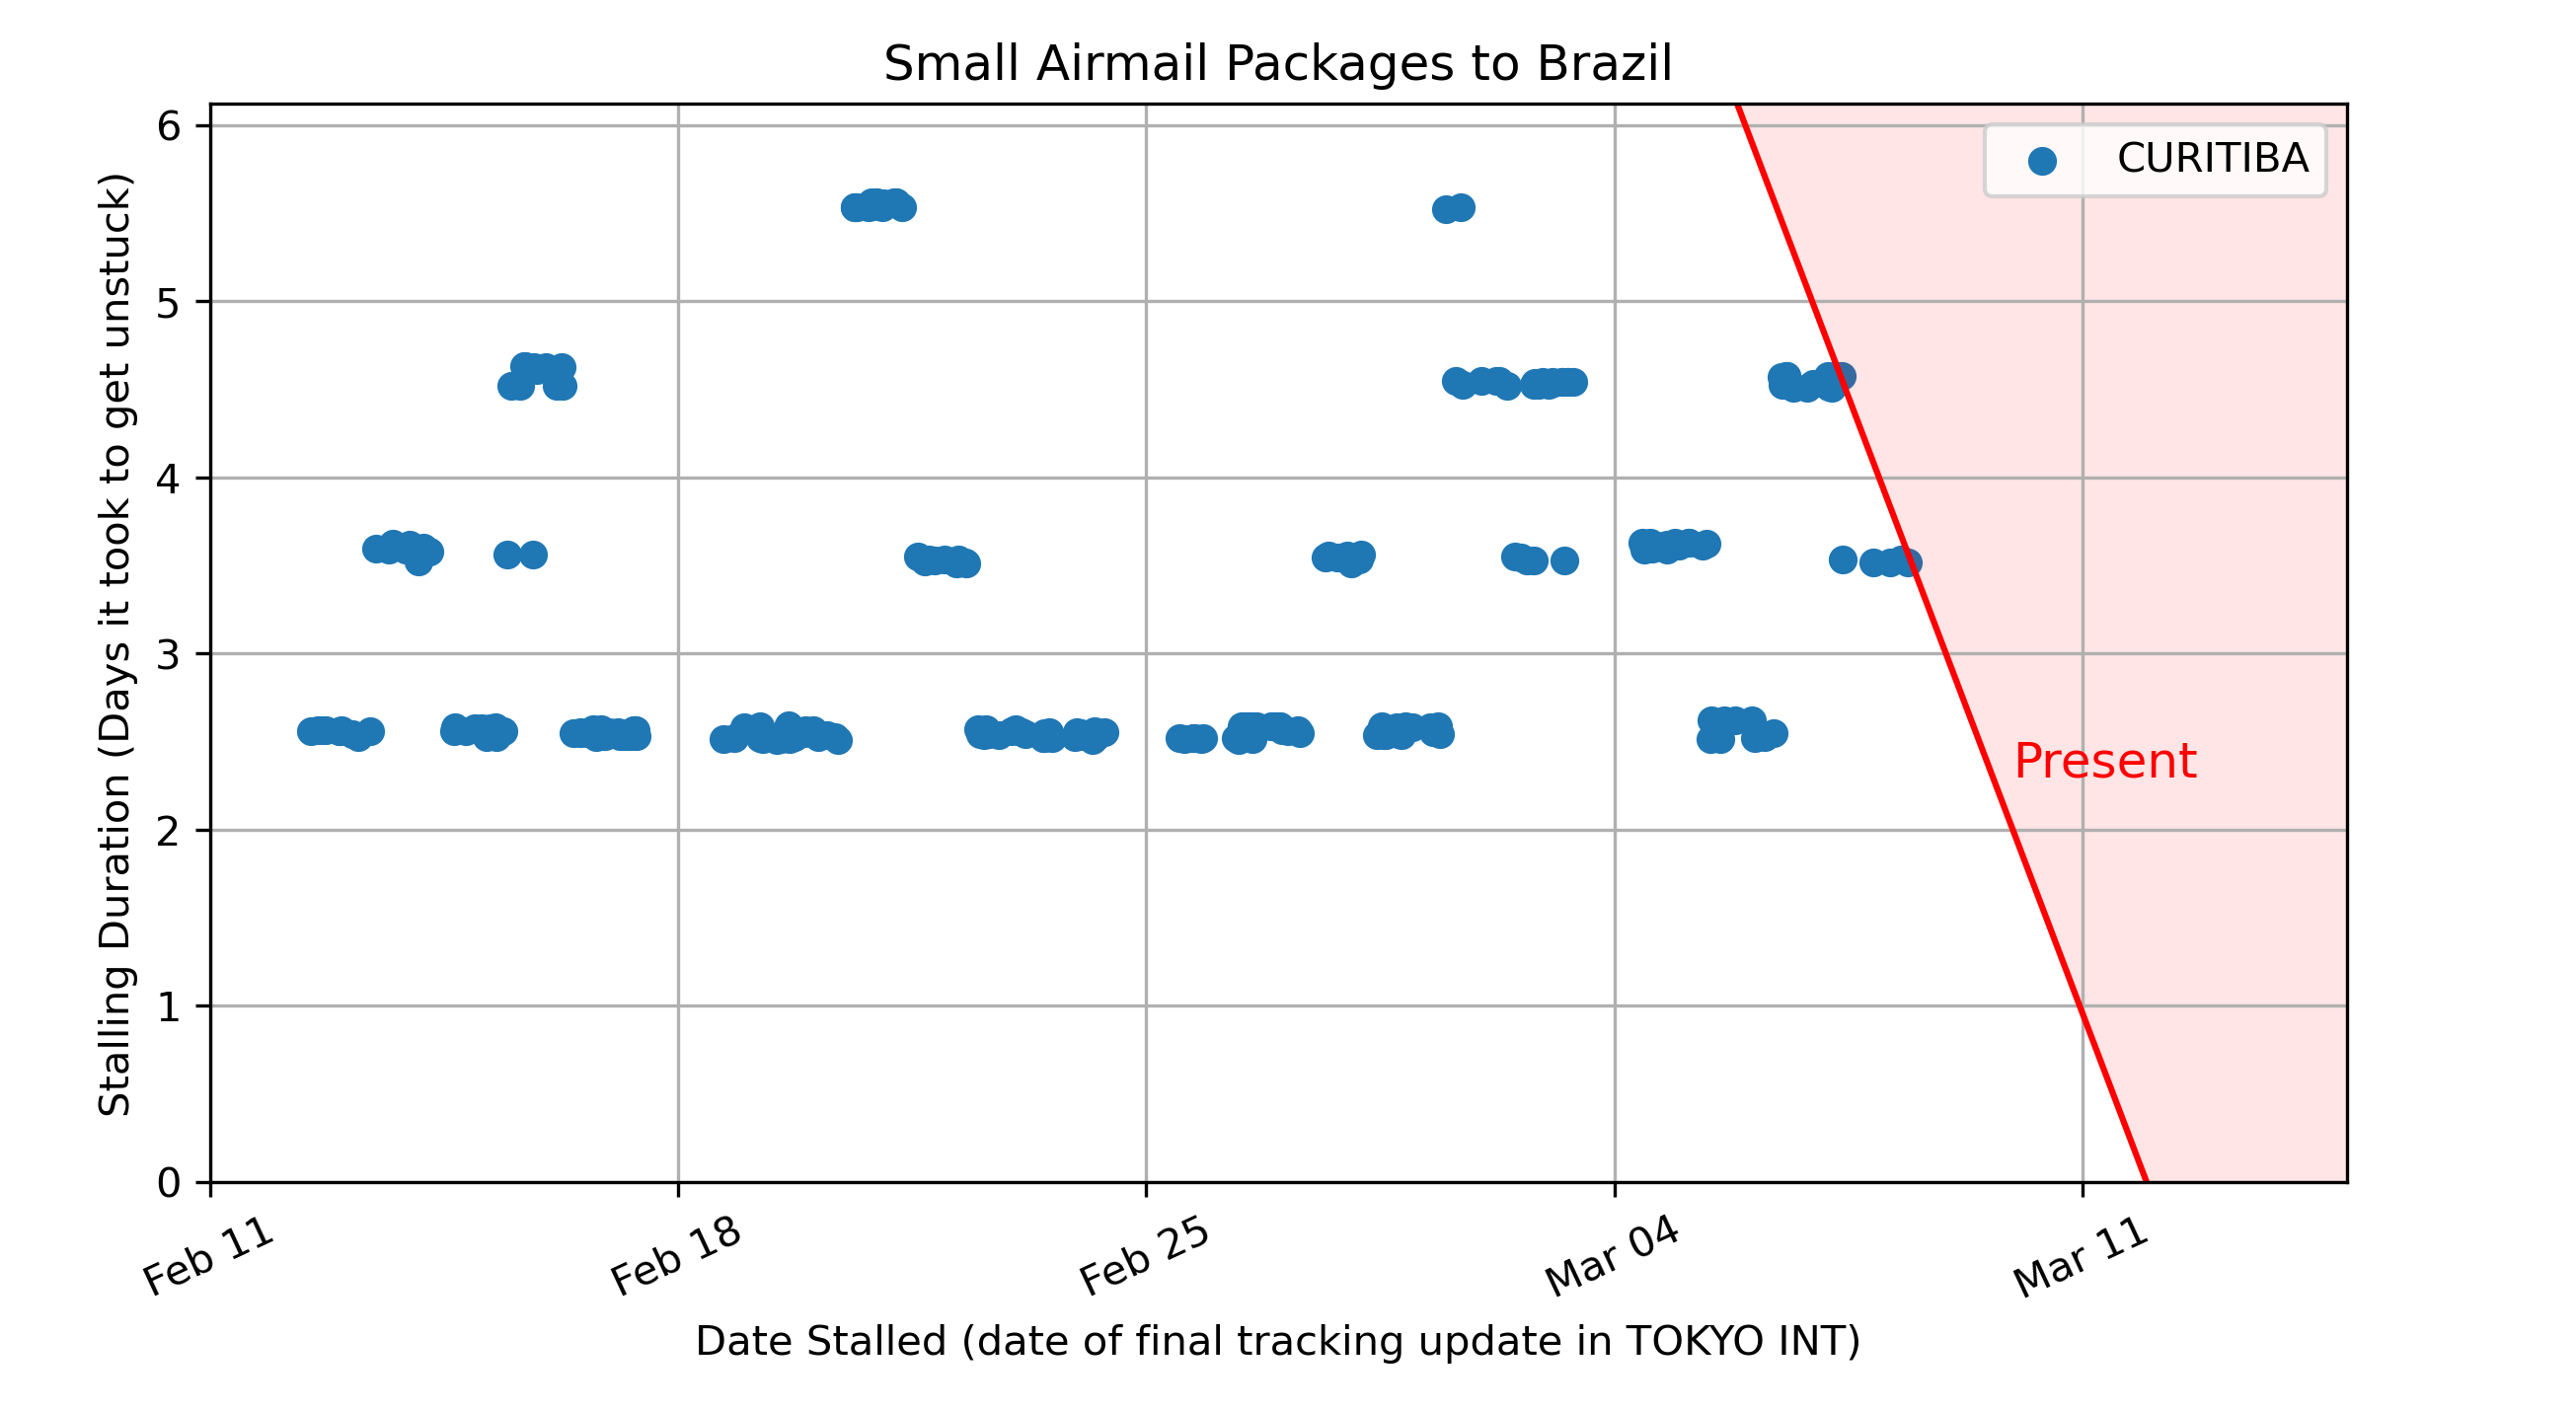 Small Airmail Packages to Brazil
Stalling Duration (Days it took to get unstuck)
6
5
4
3
2
1
0
CURITIBA
Present
Feb 11
Feb 18
Feb 25
Mar 04
Mar 11
Date Stalled (date of final tracking update in TOKYO INT)